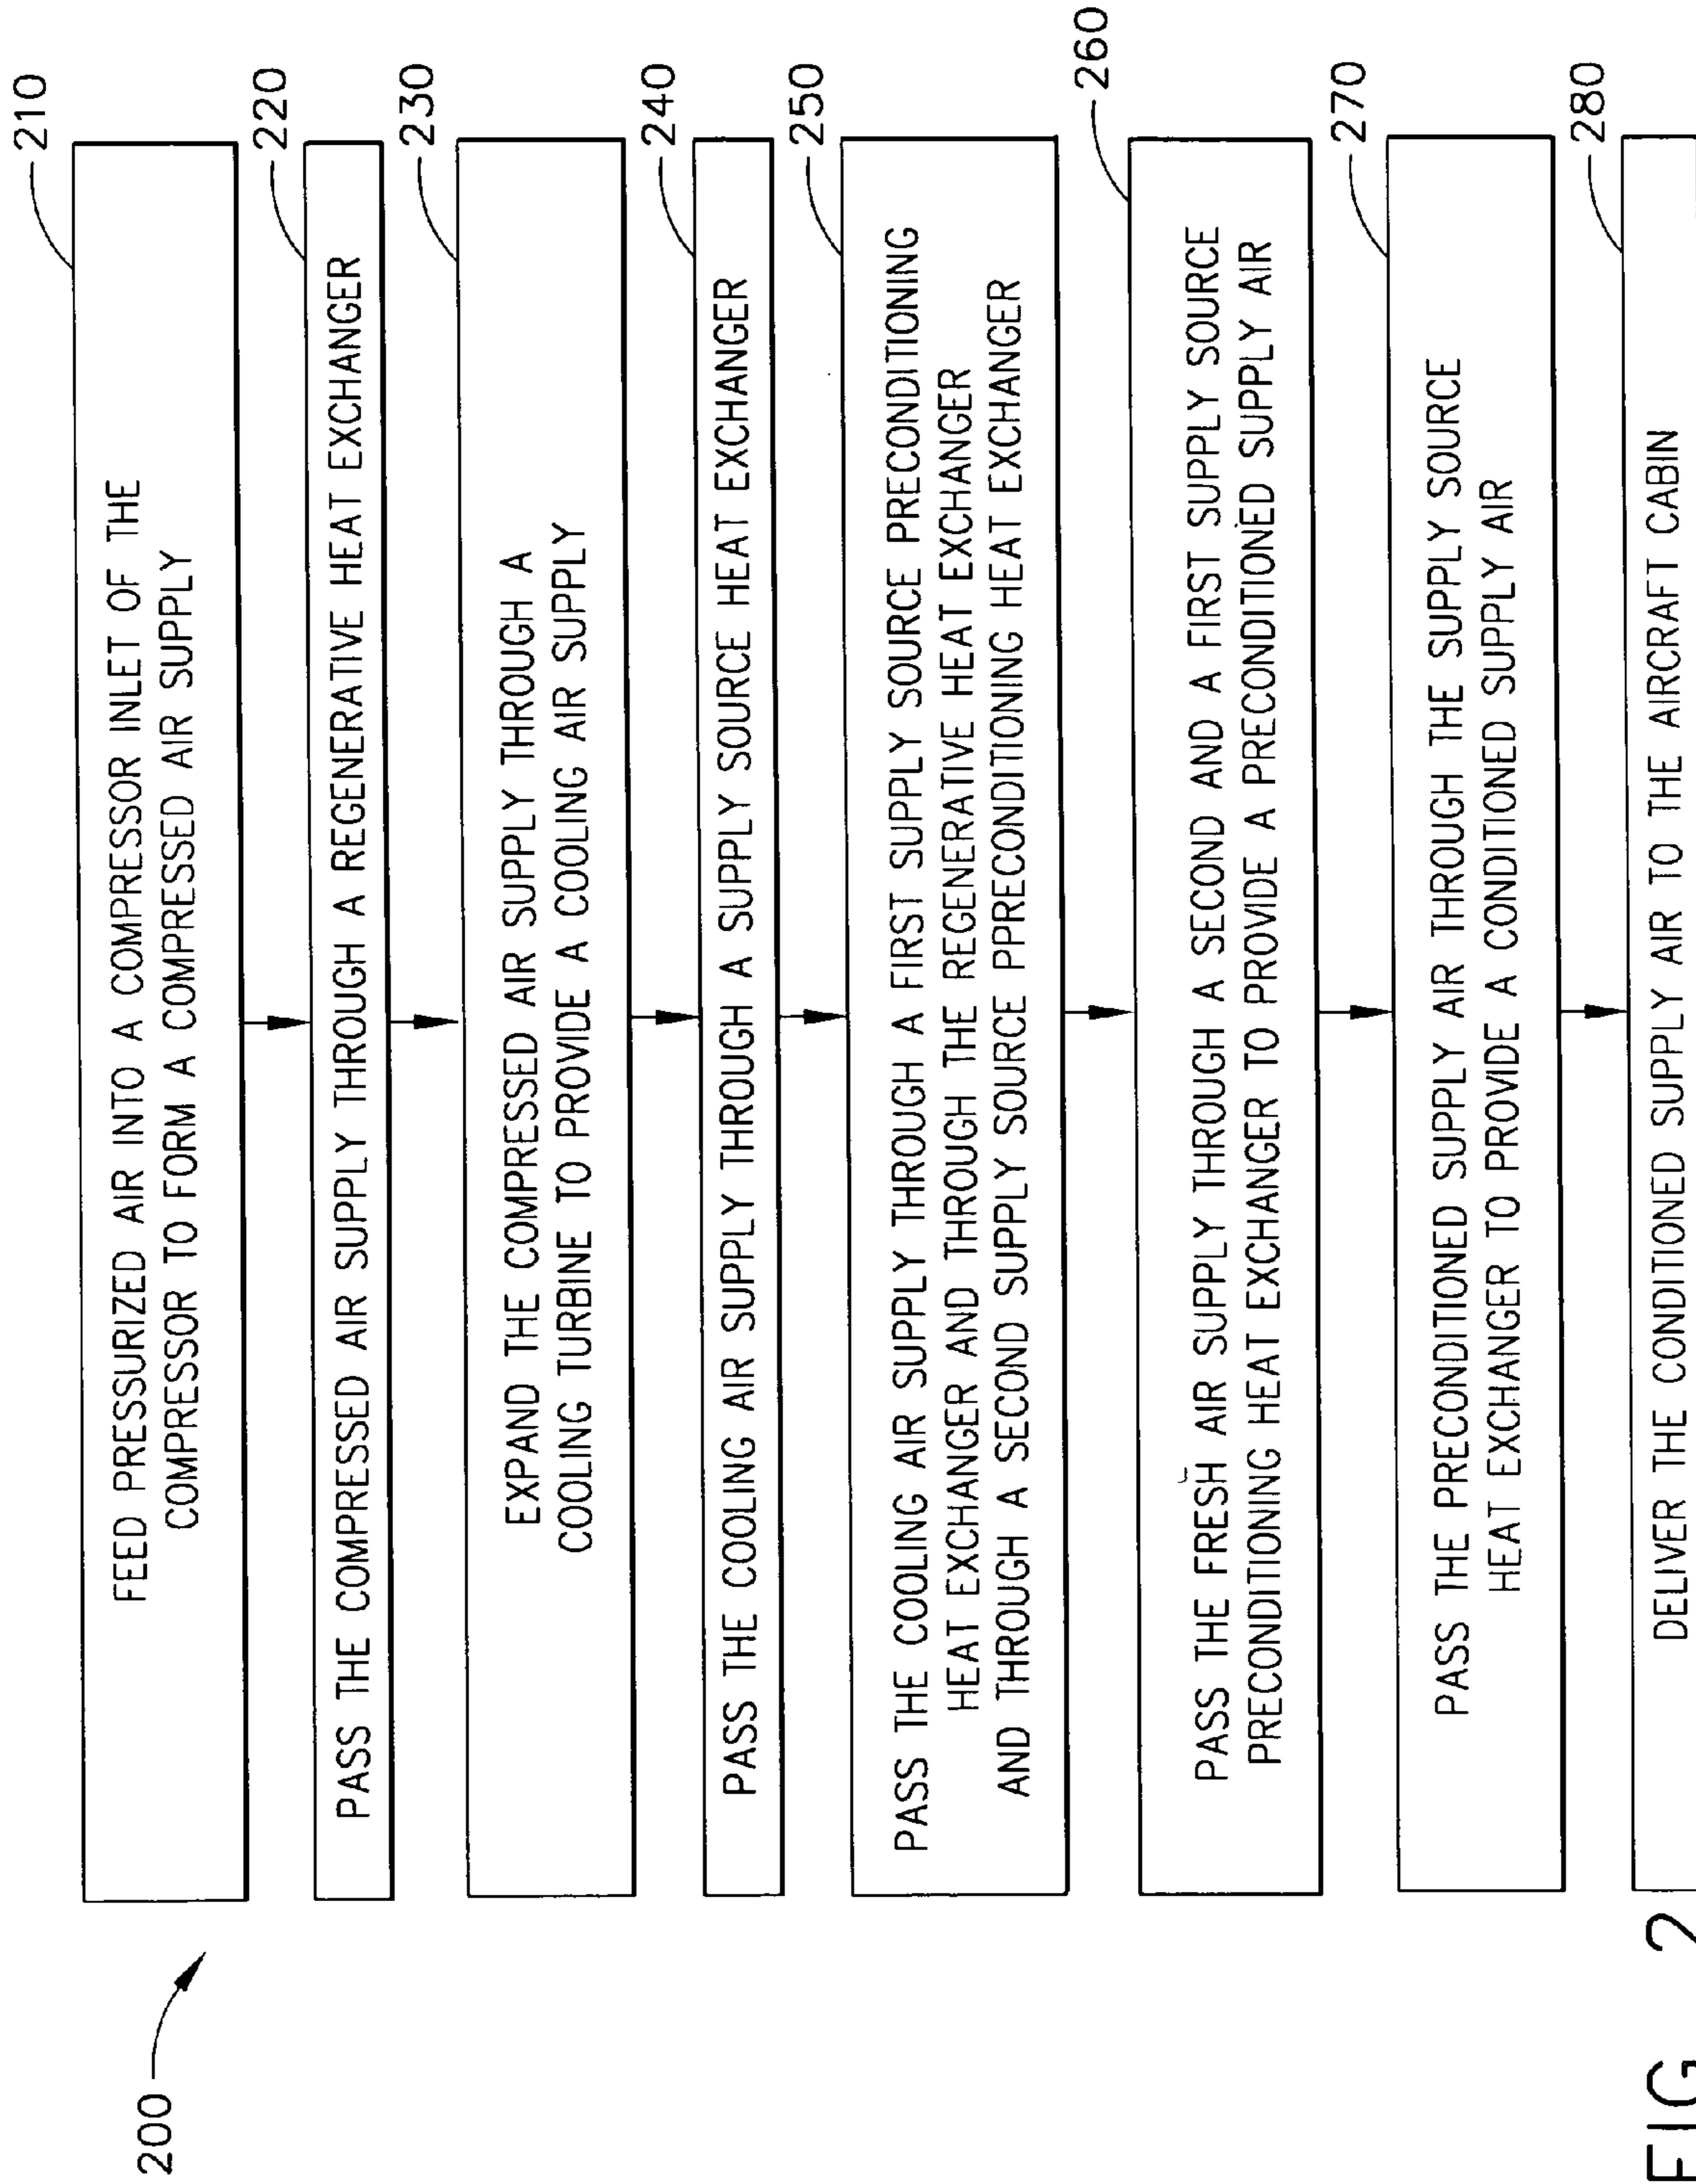 200
210
FEED PRESSURIZED AIR INTO A COMPRESSOR INLET OF THE
COMPRESSOR TO FORM A COMPRESSED AIR SUPPLY
220
PASS THE COMPRESSED AIR SUPPLY THROUGH A REGENERATIVE HEAT EXCHANGER
230
EXPAND THE COMPRESSED AIR SUPPLY THROUGH A
COOLING TURBINE TO PROVIDE A COOLING AIR SUPPLY
240
PASS THE COOLING AIR SUPPLY THROUGH A SUPPLY SOURCE HEAT EXCHANGER
250
PASS THE COOLING AIR SUPPLY THROUGH A FIRST SUPPLY SOURCE PRECONDITIONING
HEAT EXCHANGER AND THROUGH THE REGENERATIVE HEAT EXCHANGER
AND THROUGH A SECOND SUPPLY SOURCE PPRECONDITIONING HEAT EXCHANGER
260
PASS THE FRESH AIR SUPPLY THROUGH A SECOND AND A FIRST SUPPLY SOURCE
PRECONDITIONING HEAT EXCHANGER TO PROVIDE A PRECONDITIONED SUPPLY AIR
270
PASS THE PRECONDITIONED SUPPLY AIR THROUGH THE SUPPLY SOURCE
HEAT EXCHANGER TO PROVIDE A CONDITIONED SUPPLY AIR
280
DELIVER THE CONDITIONED SUPPLY AIR TO THE AIRCRAFT CABIN
FIG. 2